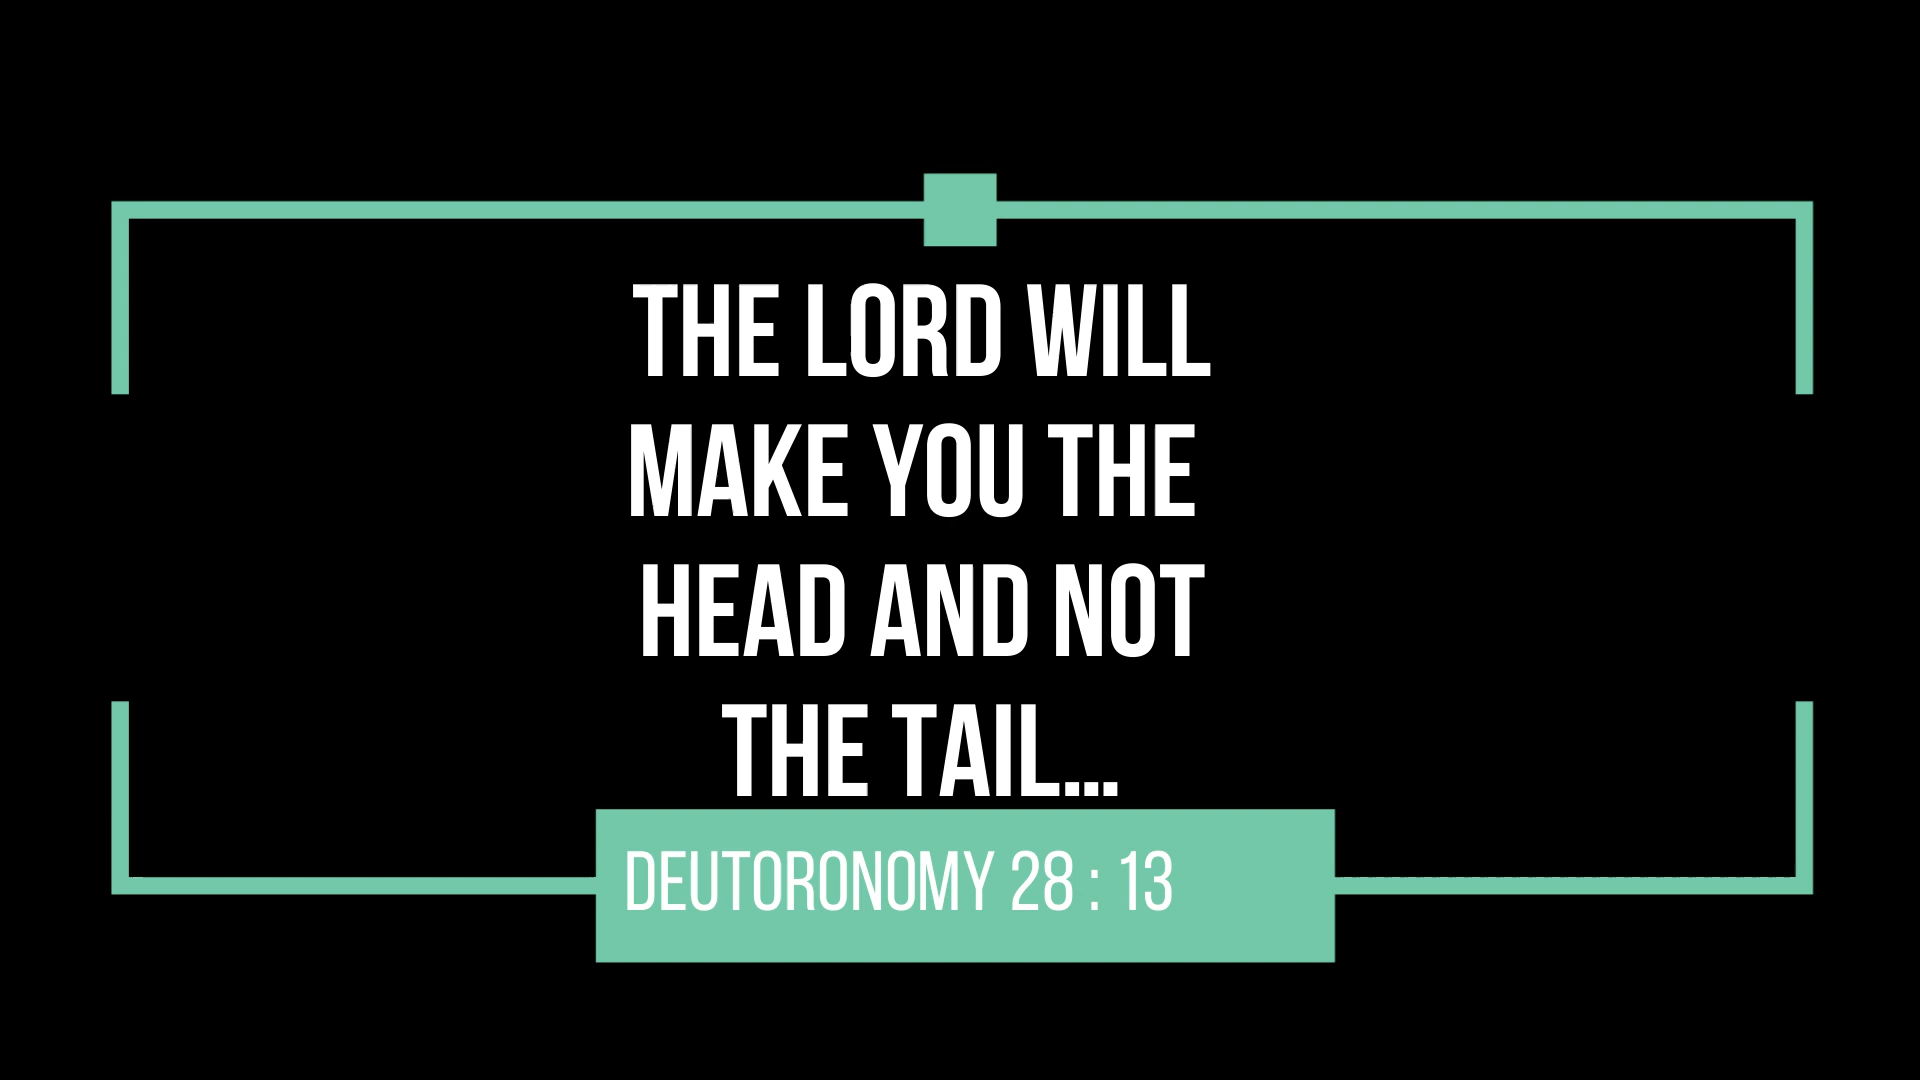 THE LORD WILL
MAKE YOU THE
HEAD AND NOT
THE TAIL...
DEUTORONOMY 28 : 13